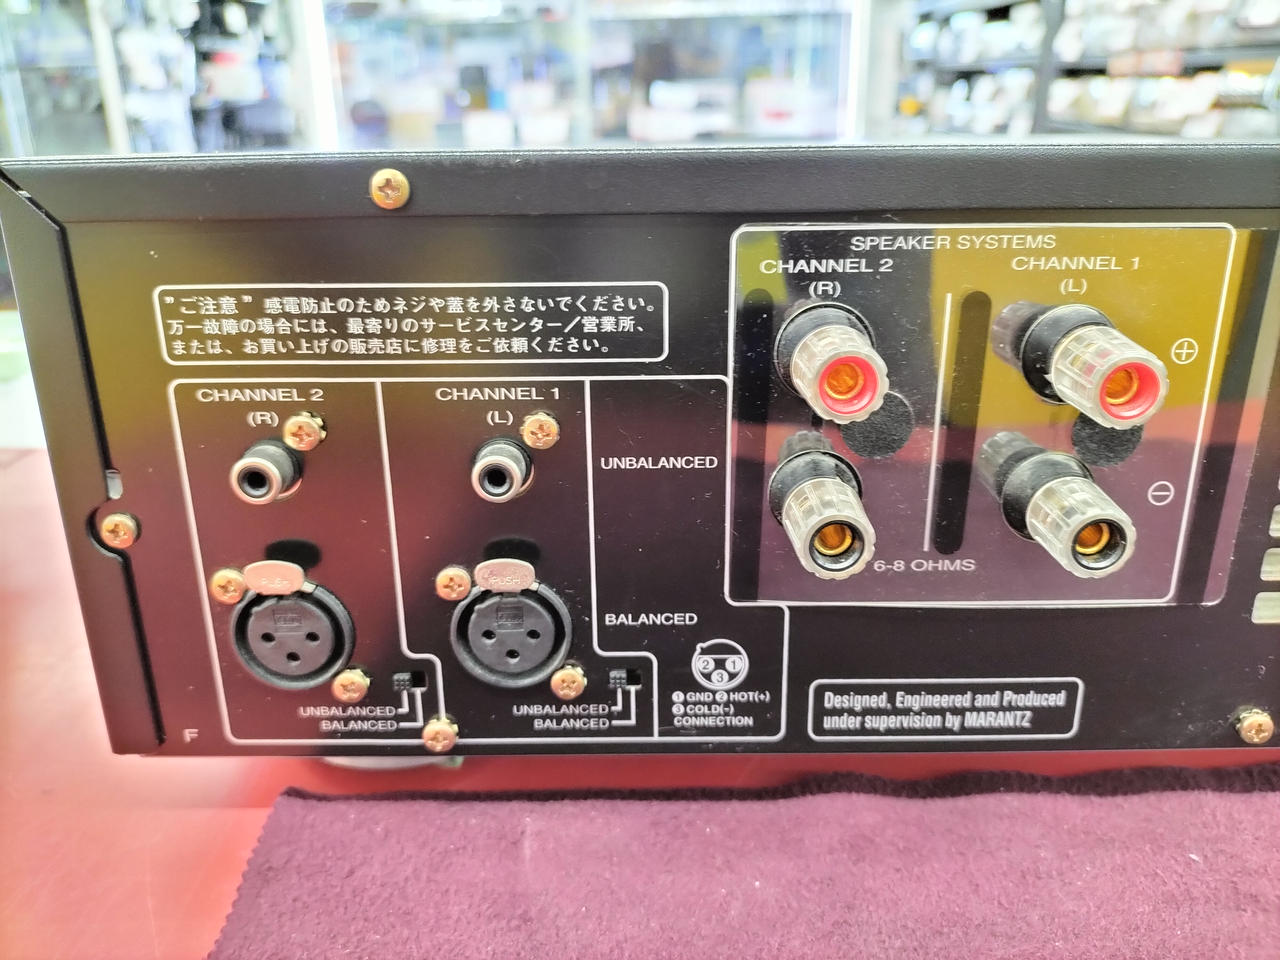 "ご注意" 感電防止のためネジや蓋を外さないでください。
万一故障の場合には、最寄りのサービスセンター／営業所、
または、お買い上げの販売店に修理をご依頼ください。
SPEAKER SYSTEMS
CHANNEL 2
(R)
CHANNEL 1
(L)
+
−
6-8 OHMS
CHANNEL 2
(R)
CHANNEL 1
(L)
UNBALANCED
PUSH
PUSH
BALANCED
UNBALANCED
BALANCED
UNBALANCED
BALANCED
2 1
3
① GND ② HOT(+)
③ COLD(-)
CONNECTION
Designed, Engineered and Produced
under supervision by MARANTZ
F